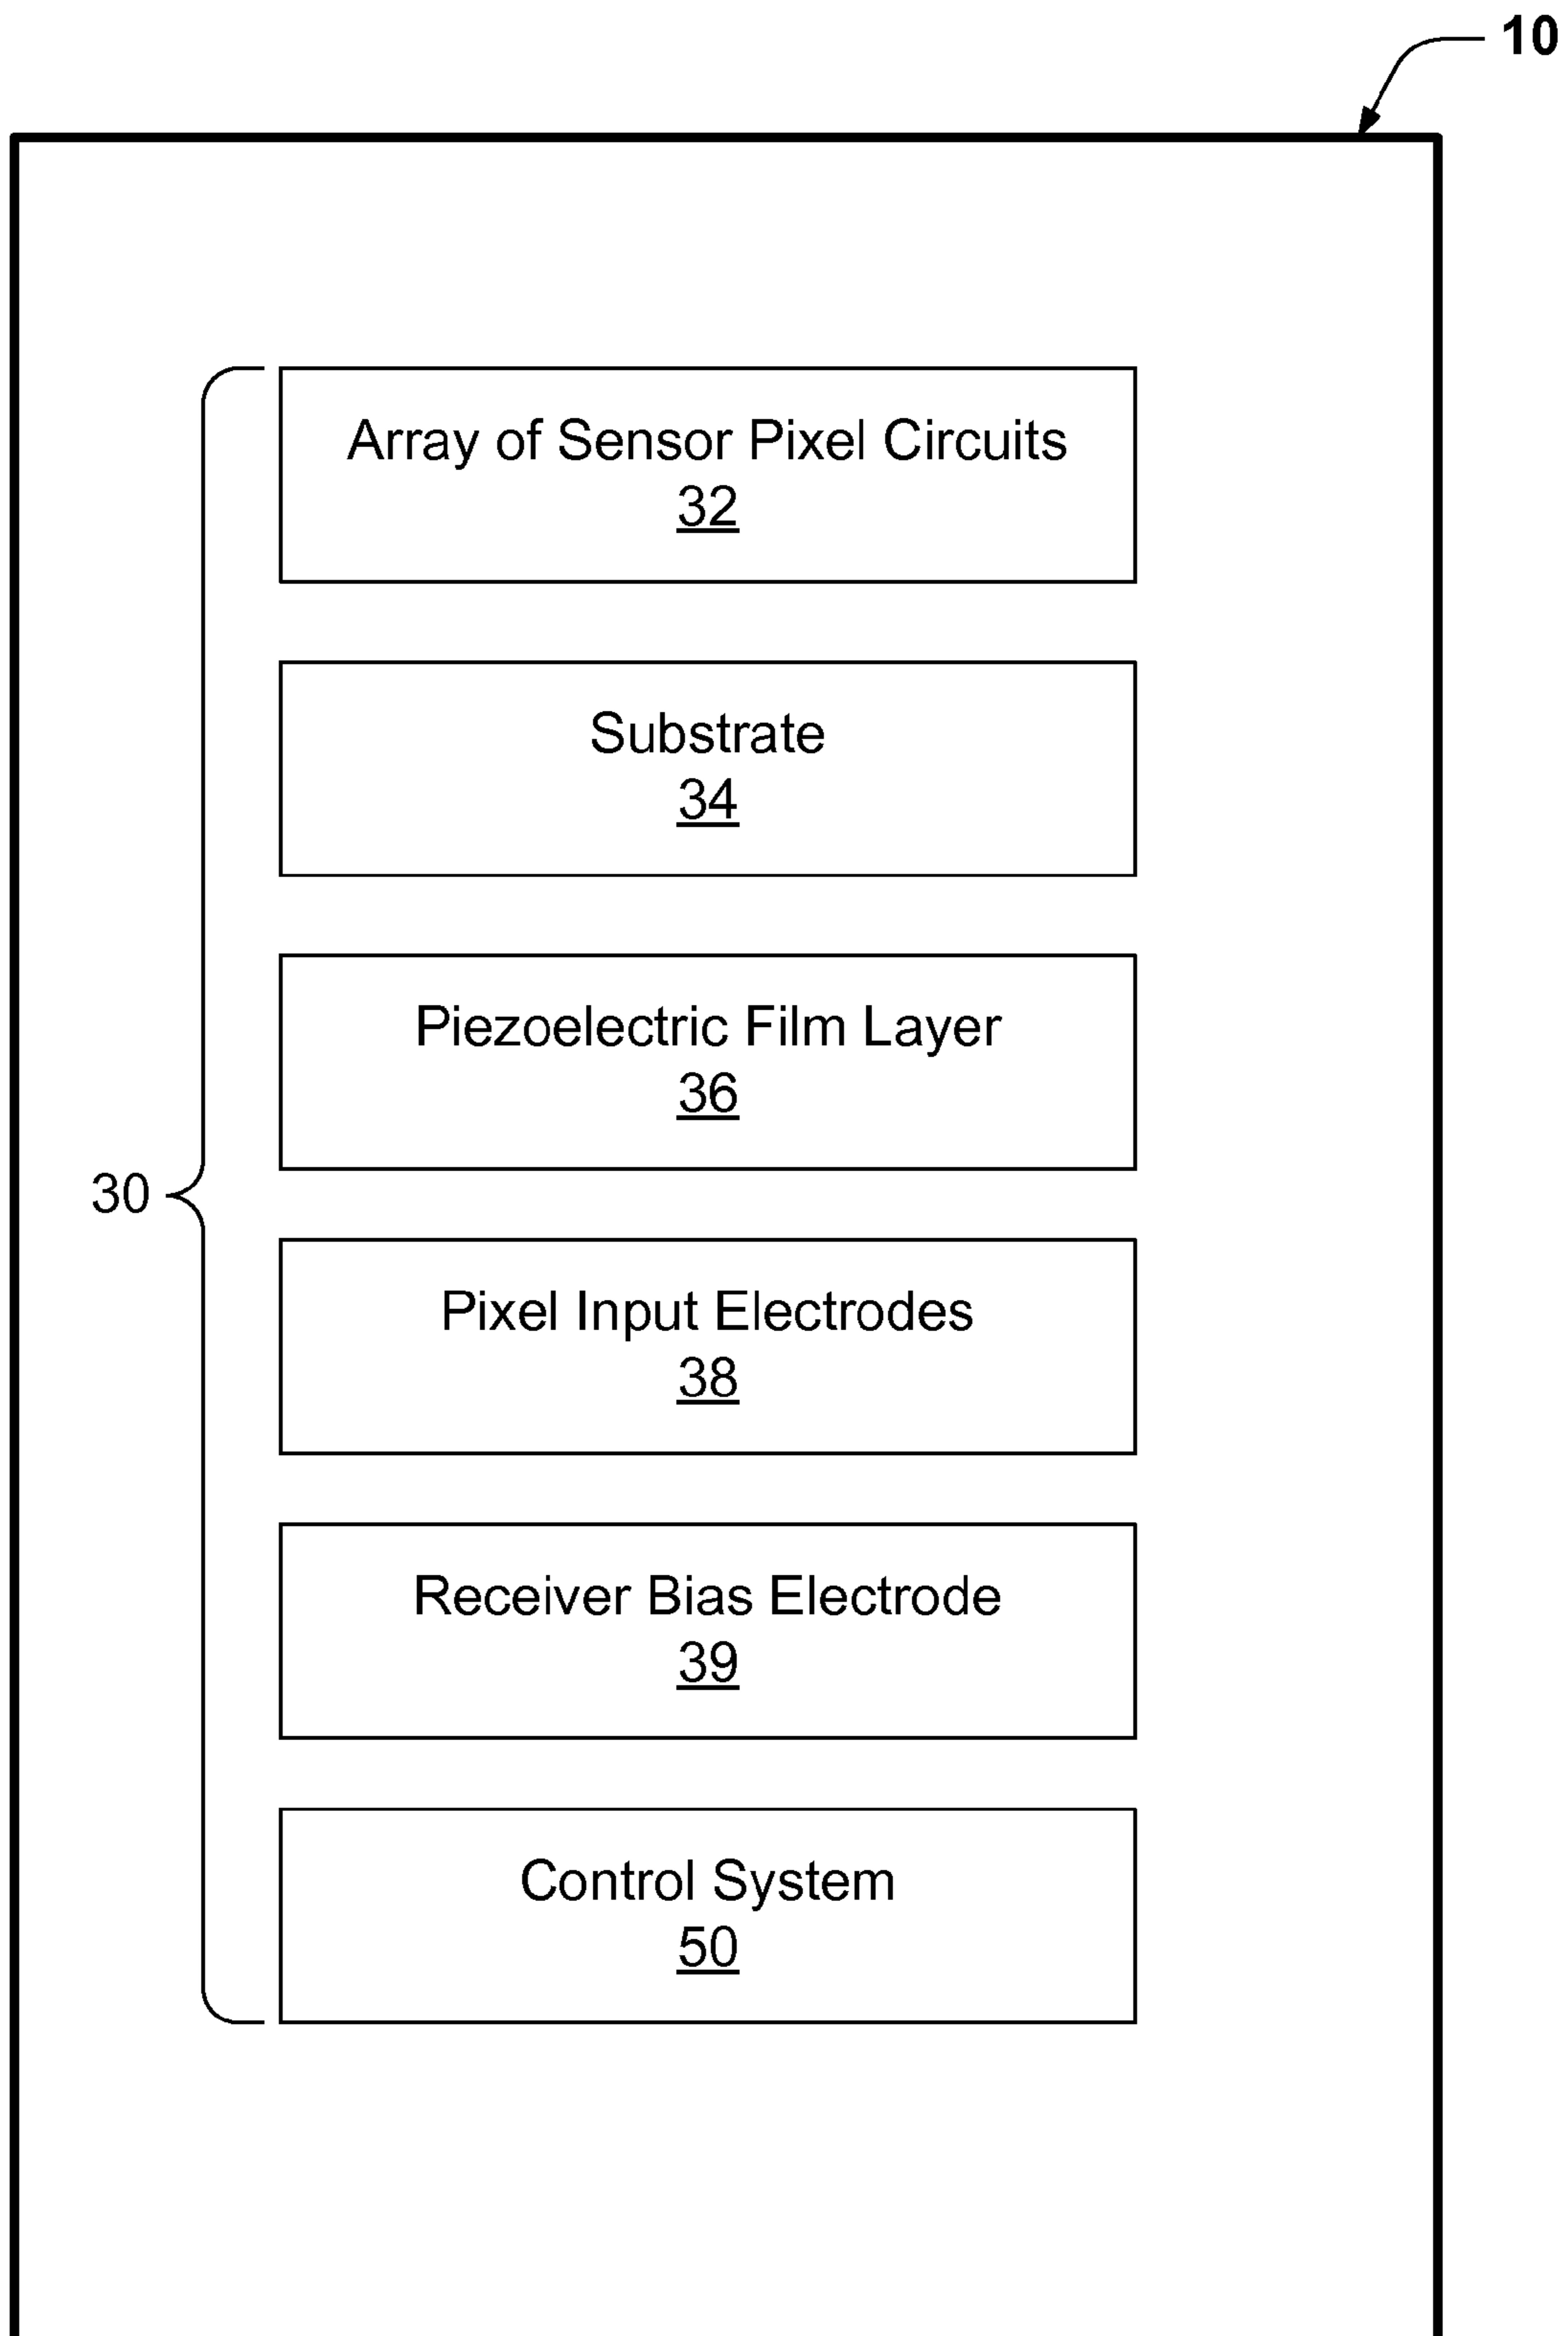 10
Array of Sensor Pixel Circuits
32
Substrate
34
Piezoelectric Film Layer
36
30
Pixel Input Electrodes
38
Receiver Bias Electrode
39
Control System
50